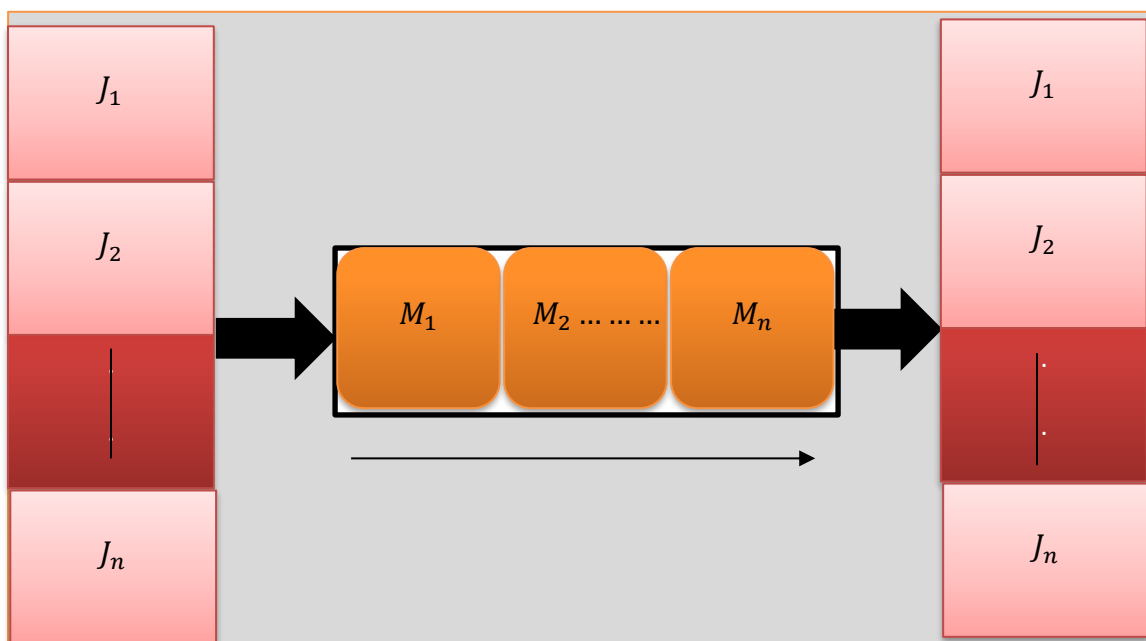 J₁
J₂
.
.
Jₙ
M₁ M₂ … … … Mₙ
J₁
J₂
.
.
Jₙ